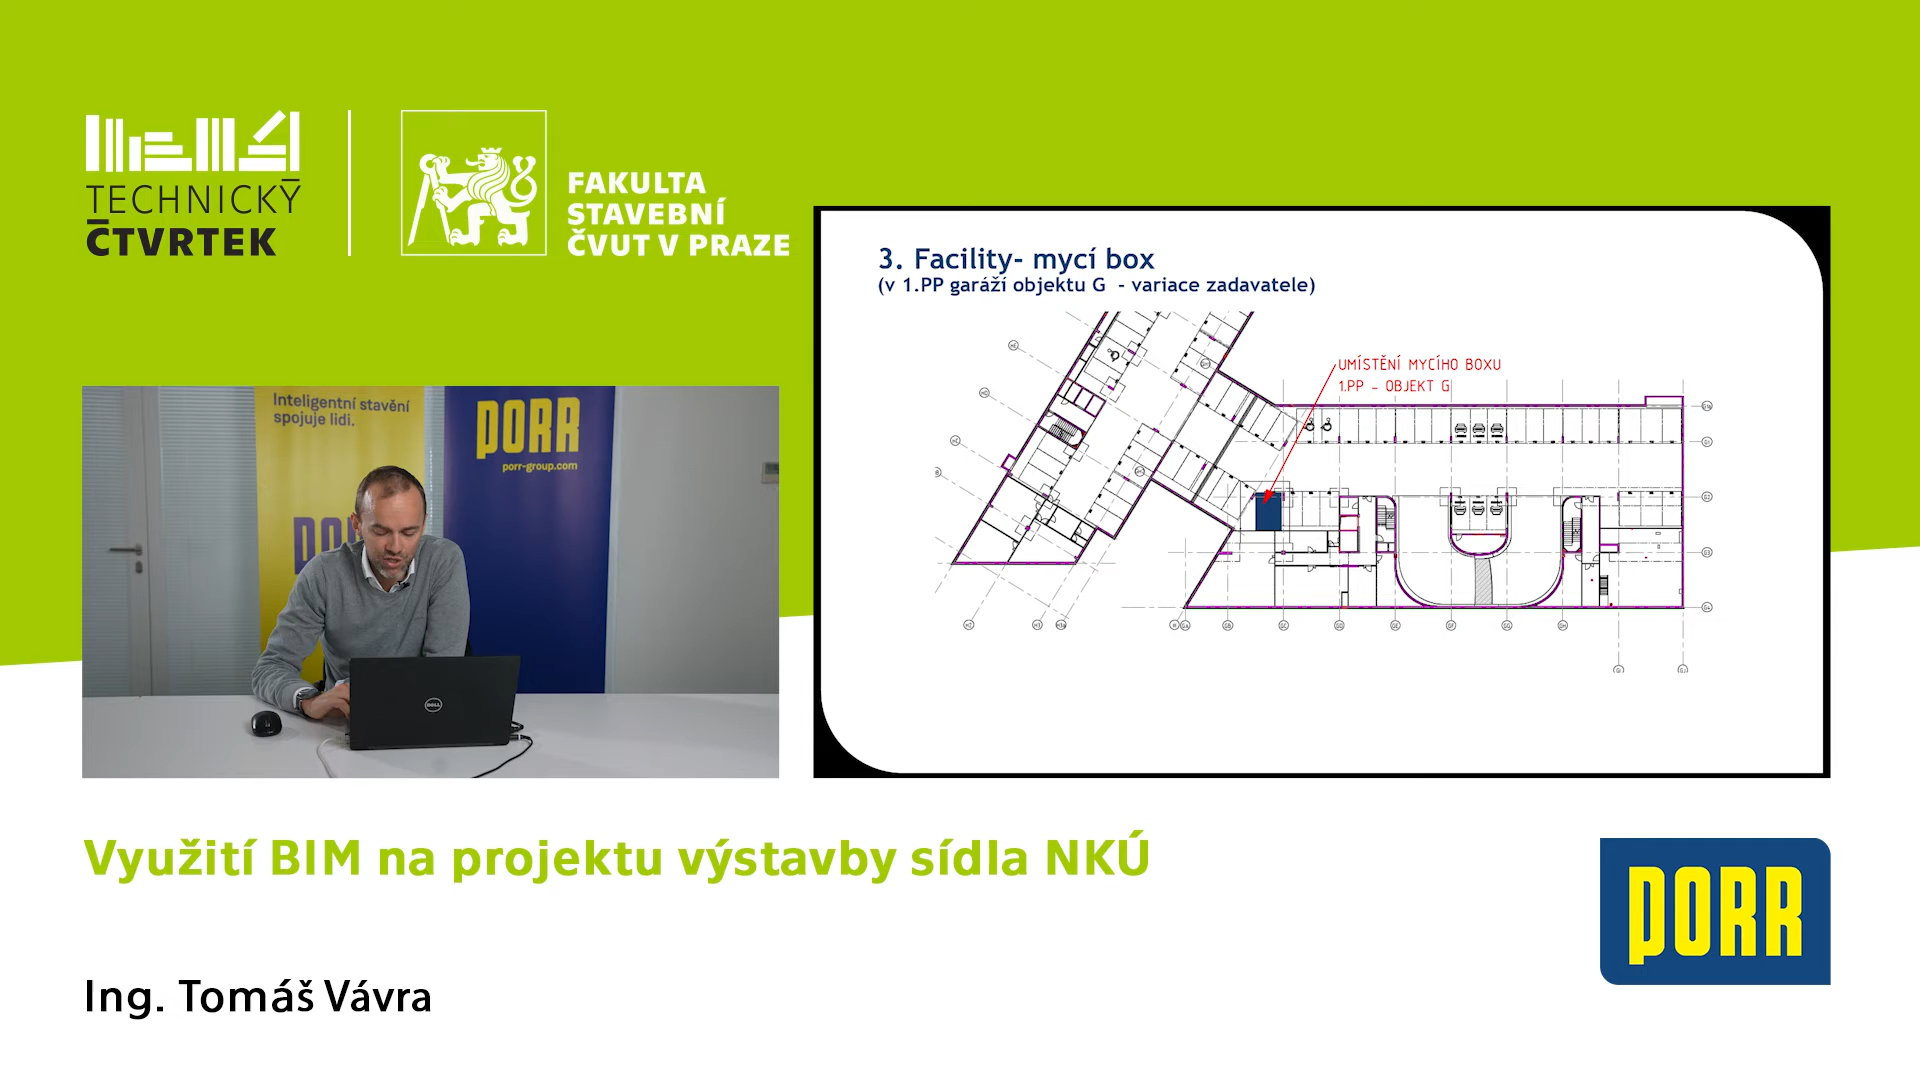 TECHNICKÝ
ČTVRTEK
FAKULTA
STAVEBNÍ
ČVUT V PRAZE
3. Facility- mycí box
(v 1.PP garáží objektu G - variace zadavatele)
UMÍSTĚNÍ MYCÍHO BOXU
1.PP - OBJEKT G
Inteligentní stavění
spojuje lidi.
PORR
porr-group.com
DELL
Využití BIM na projektu výstavby sídla NKÚ
PORR
Ing. Tomáš Vávra